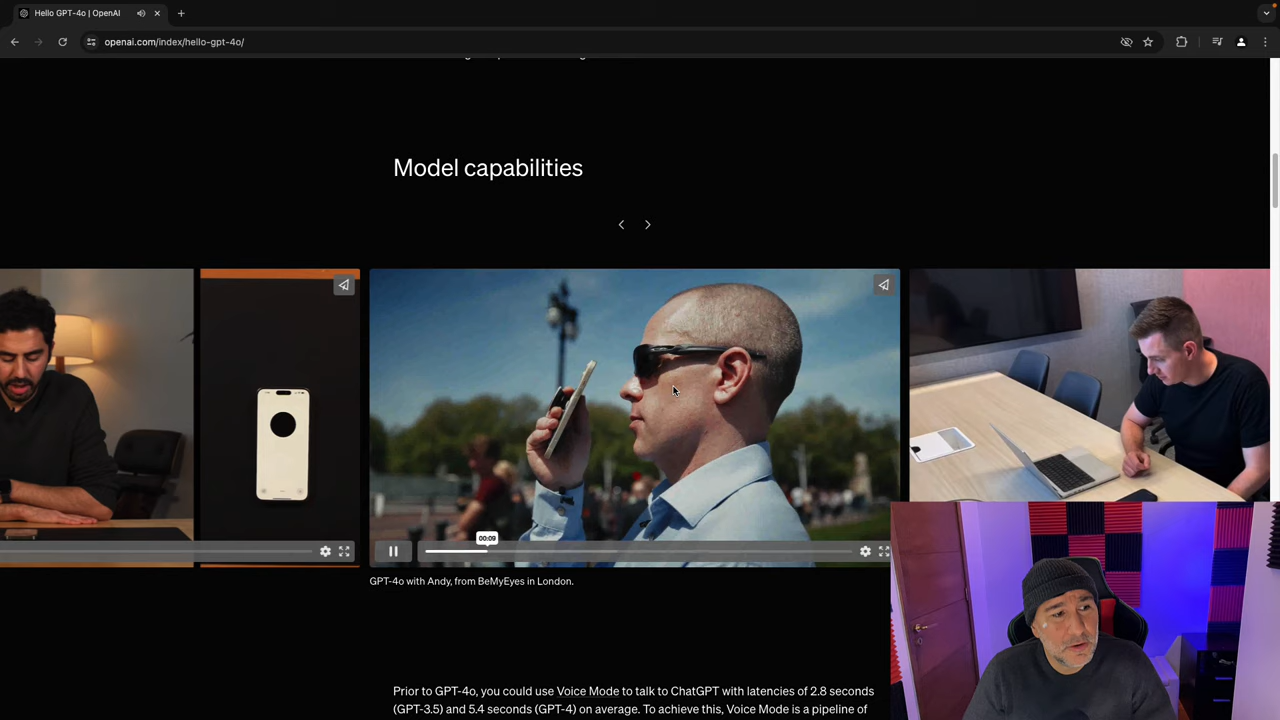 Hello GPT-4o | OpenAI
openai.com/index/hello-gpt-4o/
Model capabilities
00:09
GPT-4o with Andy, from BeMyEyes in London.
Prior to GPT-4o, you could use Voice Mode to talk to ChatGPT with latencies of 2.8 seconds
(GPT-3.5) and 5.4 seconds (GPT-4) on average. To achieve this, Voice Mode is a pipeline of